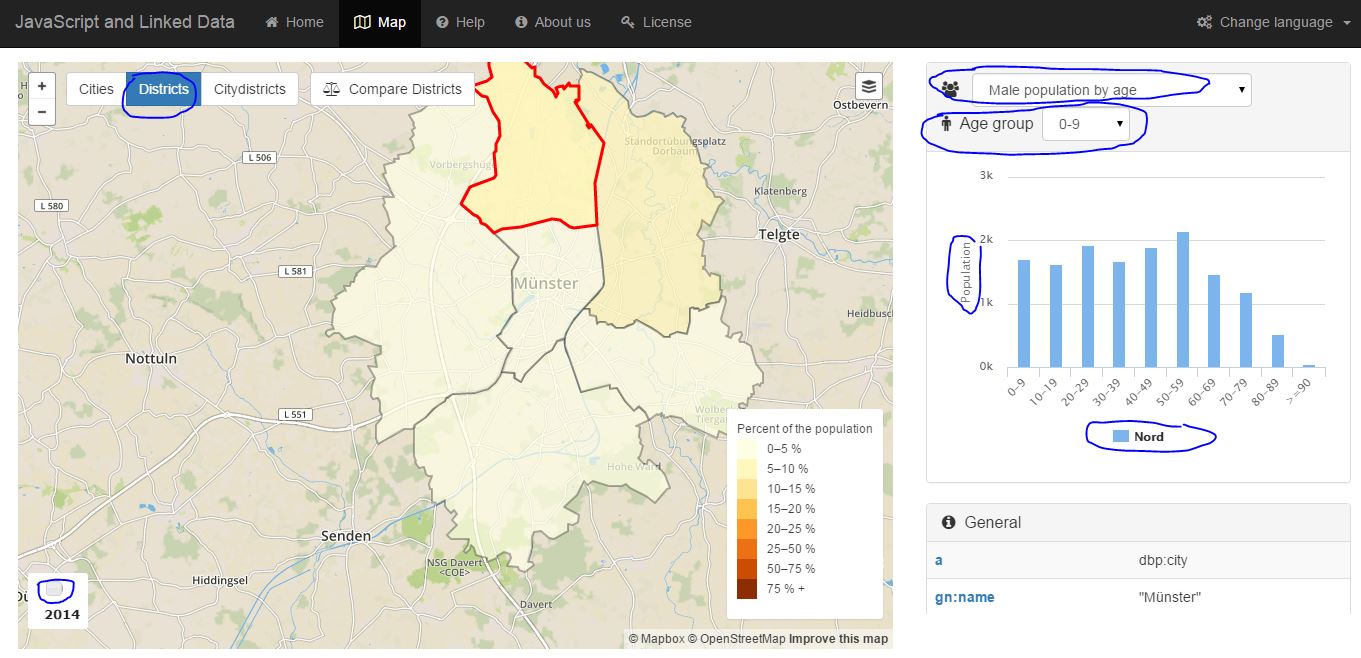 JavaScript and Linked Data Home Map Help About us License Change language
+ Cities Districts Citydistricts Compare Districts
−
Ostbevern
Standortübungsplatz
Dorbaum
L 506
Vorbergshüg
Klatenberg
L 580
Telgte
L 581
Münster
Heidbusc
Nottuln
L 551
Wolbec
Tierga
Hohe Ward
Senden
NSG Davert
<COE>
Hiddingsel
Davert
2014
Percent of the population
0–5 %
5–10 %
10–15 %
15–20 %
20–25 %
25–50 %
50–75 %
75 % +
© Mapbox © OpenStreetMap Improve this map
Male population by age
Age group 0-9
3k
2k
1k
0k
Population
0–9 10–19 20–29 30–39 40–49 50–59 60–69 70–79 80–89 >=90
Nord
General
a dbp:city
gn:name "Münster"